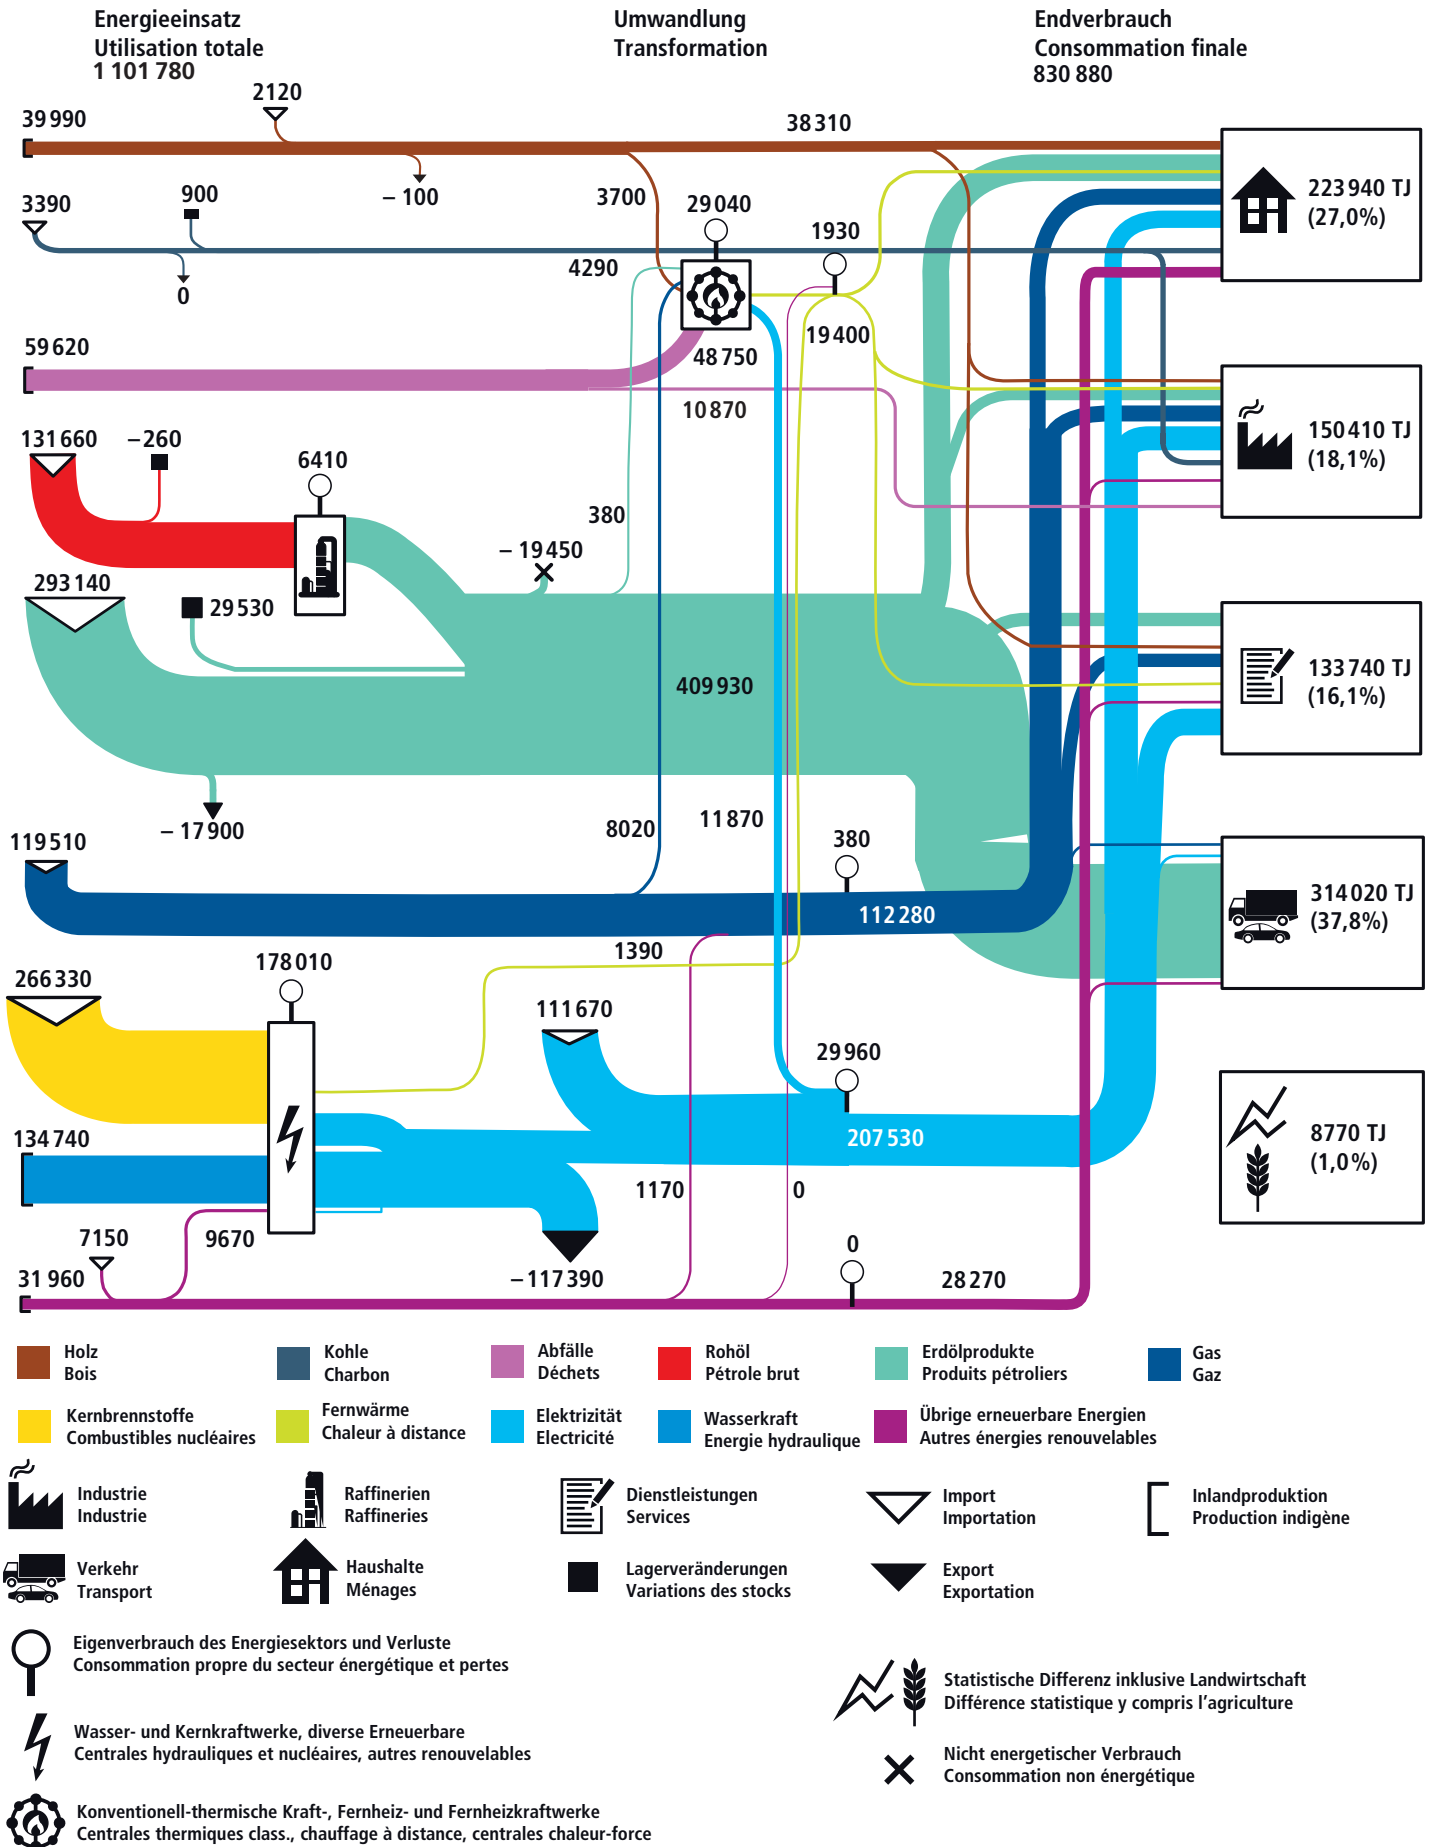 Energieeinsatz
Utilisation totale
1 101 780
Umwandlung
Transformation
Endverbrauch
Consommation finale
830 880
2120
39 990
38 310
– 100
3700
3390
900
0
29 040
4290
1930
19 400
223 940 TJ
(27,0%)
59 620
48 750
10 870
131 660
–260
6410
380
– 19 450
150 410 TJ
(18,1%)
293 140
29 530
409 930
– 17 900
133 740 TJ
(16,1%)
119 510
8020
11 870
380
112 280
1390
314 020 TJ
(37,8%)
266 330
178 010
111 670
29 960
207 530
134 740
1170
0
8770 TJ
(1,0%)
7150
9670
–117 390
31 960
0
28 270
Holz
Bois
Kohle
Charbon
Abfälle
Déchets
Rohöl
Pétrole brut
Erdölprodukte
Produits pétroliers
Gas
Gaz
Kernbrennstoffe
Combustibles nucléaires
Fernwärme
Chaleur à distance
Elektrizität
Electricité
Wasserkraft
Energie hydraulique
Übrige erneuerbare Energien
Autres énergies renouvelables
Industrie
Industrie
Raffinerien
Raffineries
Dienstleistungen
Services
Import
Importation
Inlandproduktion
Production indigène
Verkehr
Transport
Haushalte
Ménages
Lagerveränderungen
Variations des stocks
Export
Exportation
Eigenverbrauch des Energiesektors und Verluste
Consommation propre du secteur énergétique et pertes
Statistische Differenz inklusive Landwirtschaft
Différence statistique y compris l'agriculture
Wasser- und Kernkraftwerke, diverse Erneuerbare
Centrales hydrauliques et nucléaires, autres renouvelables
Nicht energetischer Verbrauch
Consommation non énergétique
Konventionell-thermische Kraft-, Fernheiz- und Fernheizkraftwerke
Centrales thermiques class., chauffage à distance, centrales chaleur-force